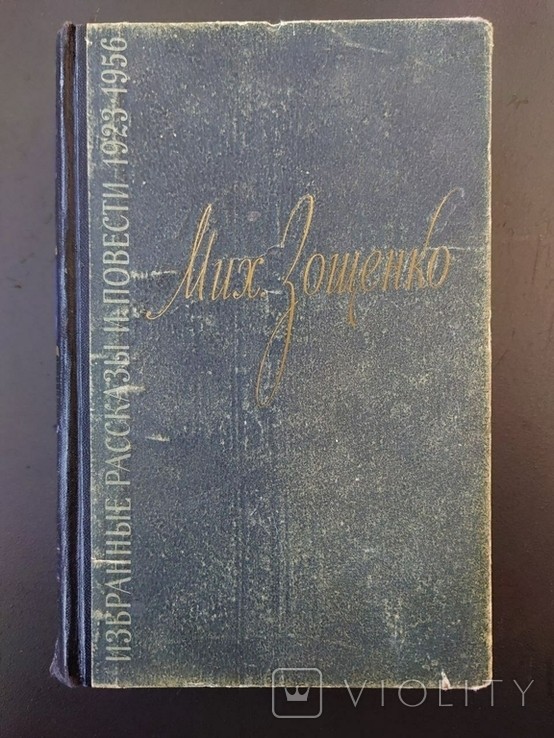 ИЗБРАННЫЕ РАССКАЗЫ И ПОВЕСТИ 1923-1956
Мих. Зощенко
VIOLITY